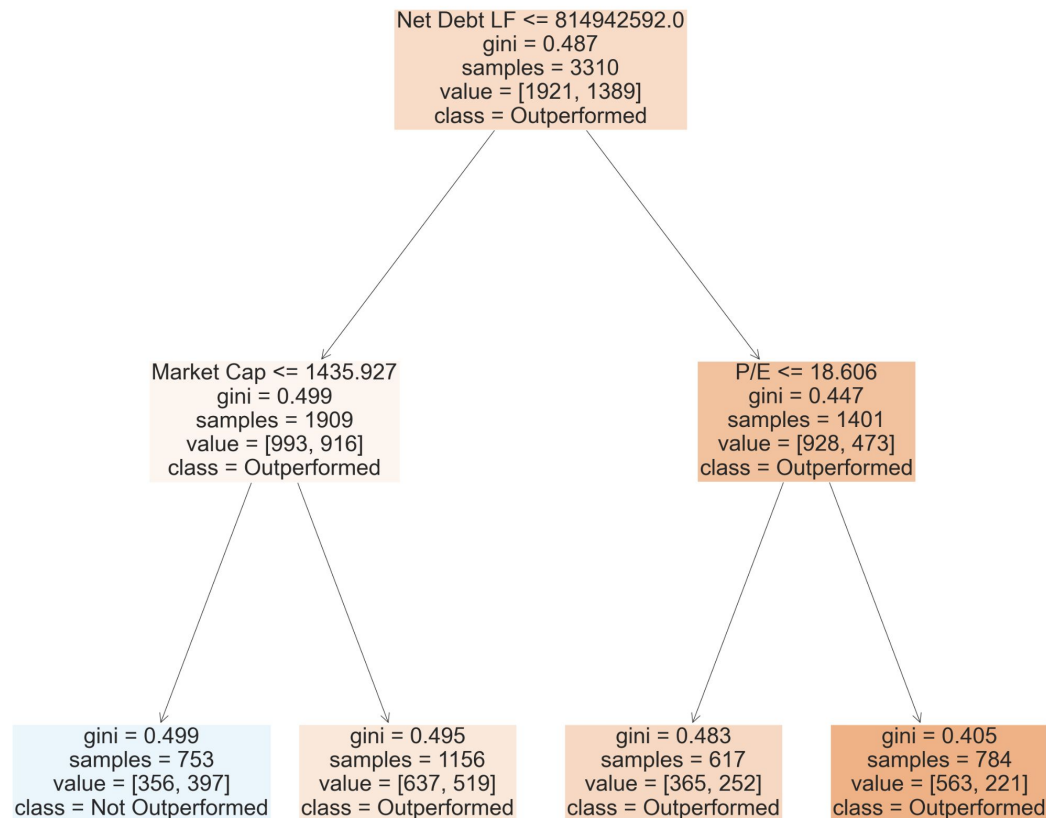 Net Debt LF <= 814942592.0
gini = 0.487
samples = 3310
value = [1921, 1389]
class = Outperformed
Market Cap <= 1435.927
gini = 0.499
samples = 1909
value = [993, 916]
class = Outperformed
P/E <= 18.606
gini = 0.447
samples = 1401
value = [928, 473]
class = Outperformed
gini = 0.499
samples = 753
value = [356, 397]
class = Not Outperformed
gini = 0.495
samples = 1156
value = [637, 519]
class = Outperformed
gini = 0.483
samples = 617
value = [365, 252]
class = Outperformed
gini = 0.405
samples = 784
value = [563, 221]
class = Outperformed